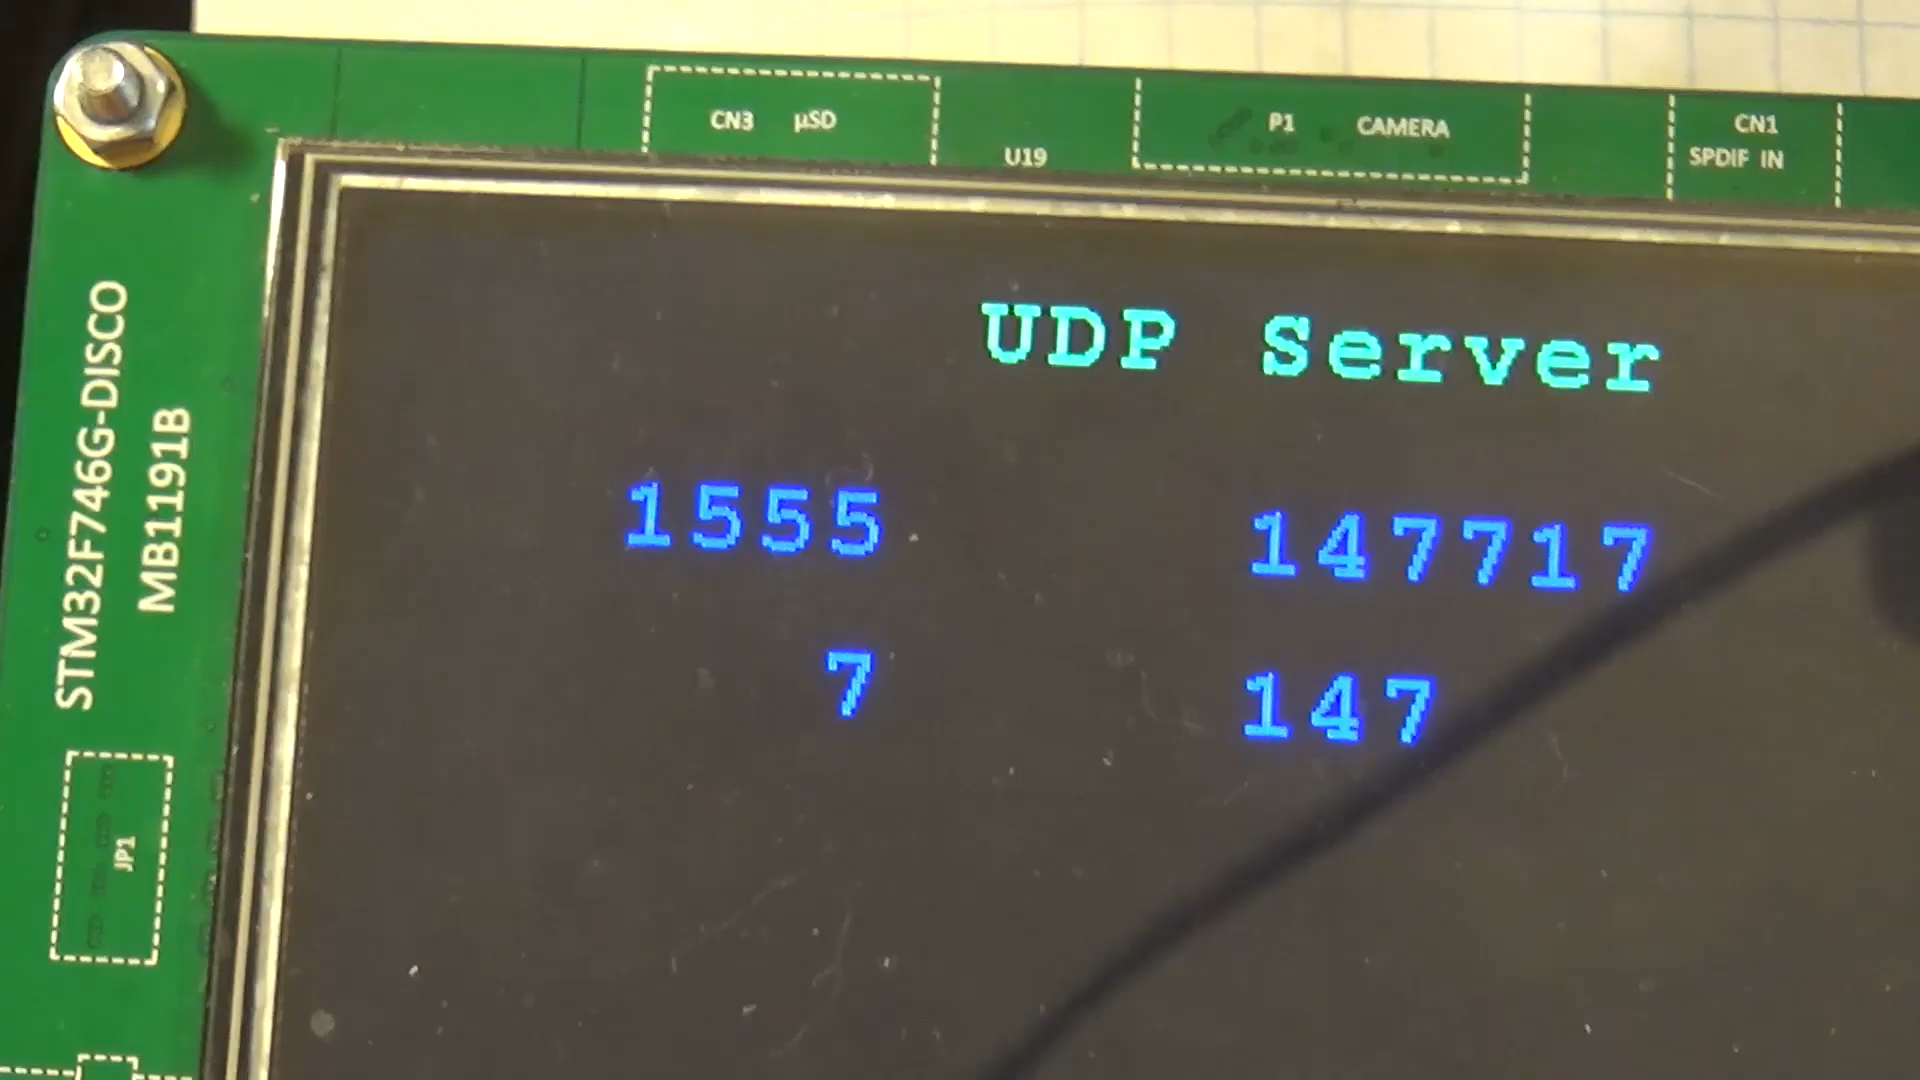 CN3 μSD
U19
P1 CAMERA
CN1
SPDIF IN
STM32F746G-DISCO
MB1191B
JP1
UDP Server
1555 147717
7 147